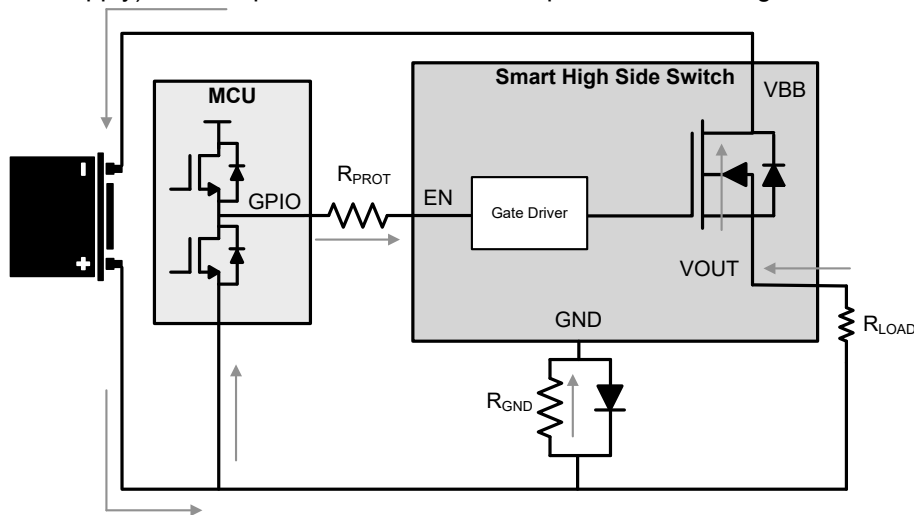 Smart High Side Switch
MCU
VBB
RPROT
GPIO
EN
Gate Driver
VOUT
GND
RLOAD
RGND
-
+